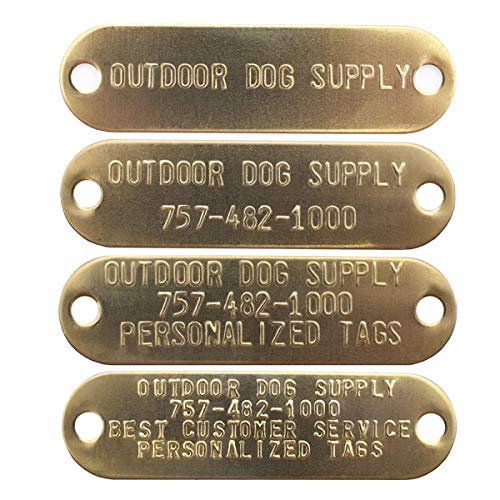 OUTDOOR DOG SUPPLY
OUTDOOR DOG SUPPLY
757-482-1000
OUTDOOR DOG SUPPLY
757-482-1000
PERSONALIZED TAGS
OUTDOOR DOG SUPPLY
757-482-1000
BEST CUSTOMER SERVICE
PERSONALIZED TAGS